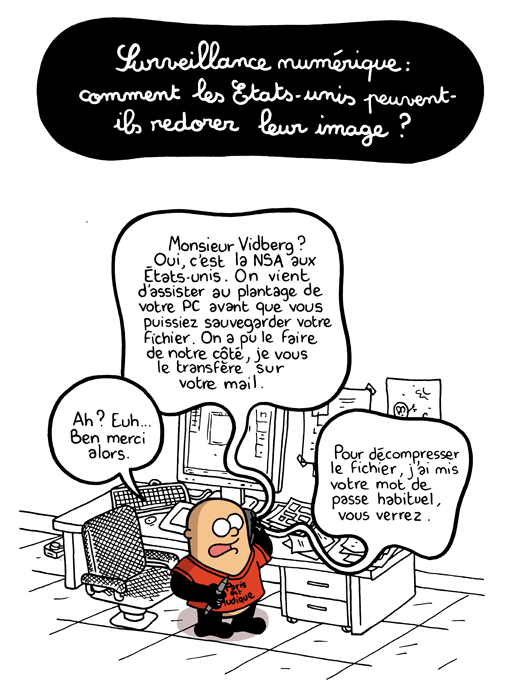 Surveillance numérique :
comment les Etats-unis peuvent-
ils redorer leur image ?
Monsieur Vidberg ?
Oui, c'est la NSA aux
États-unis. On vient
d'assister au plantage de
votre PC avant que vous
puissiez sauvegarder votre
fichier. On a pu le faire
de notre côté, je vous
le transfère sur
votre mail.
Ah ? Euh...
Ben merci
alors.
Pour décompresser
le fichier, j'ai mis
votre mot de
passe habituel,
vous verrez.
Paris
est
ludique